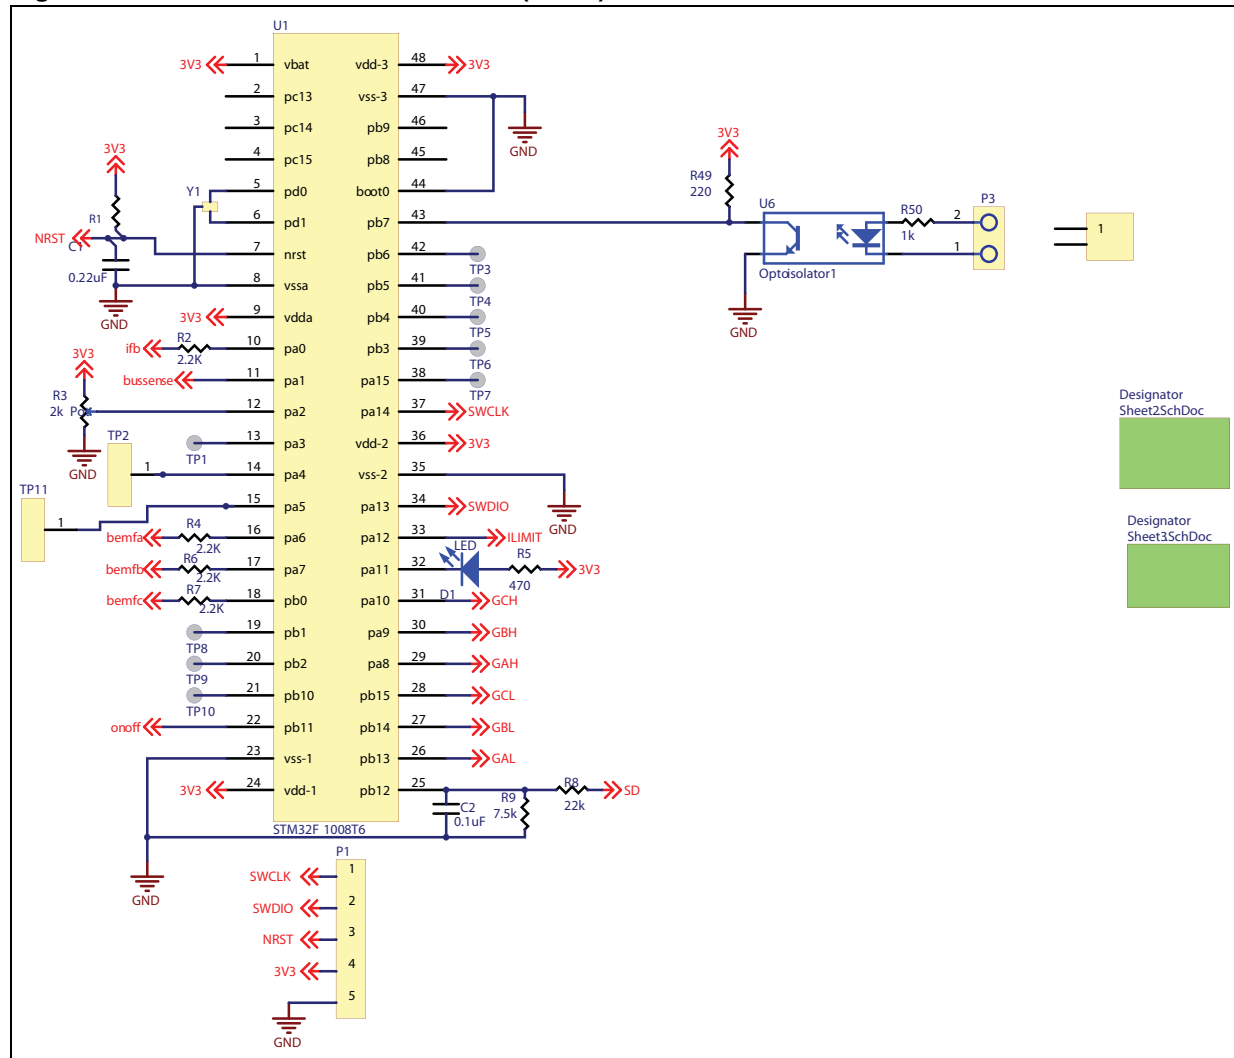 U1
3V3 1 vbat vdd-3 48 3V3
2 pc13 vss-3 47
3 pc14 pb9 46
GND
4 pc15 pb8 45
3V3
3V3
5 pd0 boot0 44
Y1
R49
220
U6
P3
R1
6 pd1 pb7 43
R50
1k
2
1
1
NRST
C1
7 nrst pb6 42
TP3
0.22uF
8 vssa pb5 41
TP4
Optoisolator1
GND
GND
3V3 9 vdda pb4 40
TP5
ifb R2 2.2K 10 pa0 pb3 39
TP6
3V3
bussense 11 pa1 pa15 38
TP7
R3
2k Pot
12 pa2 pa14 37 SWCLK
GND
TP1
13 pa3 vdd-2 36 3V3
TP2
1
14 pa4 vss-2 35
GND
TP11
1
15 pa5 pa13 34 SWDIO
bemfa R4 2.2K 16 pa6 pa12 33 ILIMIT
bemfb R6 2.2K 17 pa7 pa11 32 LED D1 R5 470 3V3
bemfc R7 2.2K 18 pb0 pa10 31 GCH
19 pb1 pa9 30 GBH
TP8
20 pb2 pa8 29 GAH
TP9
21 pb10 pb15 28 GCL
TP10
onoff 22 pb11 pb14 27 GBL
23 vss-1 pb13 26 GAL
3V3 24 vdd-1 pb12 25
C2
0.1uF
R9
7.5k
R8
22k
SD
STM32F 1008T6
GND
P1
SWCLK 1
SWDIO 2
NRST 3
3V3 4
5
GND
Designator
Sheet2SchDoc
Designator
Sheet3SchDoc